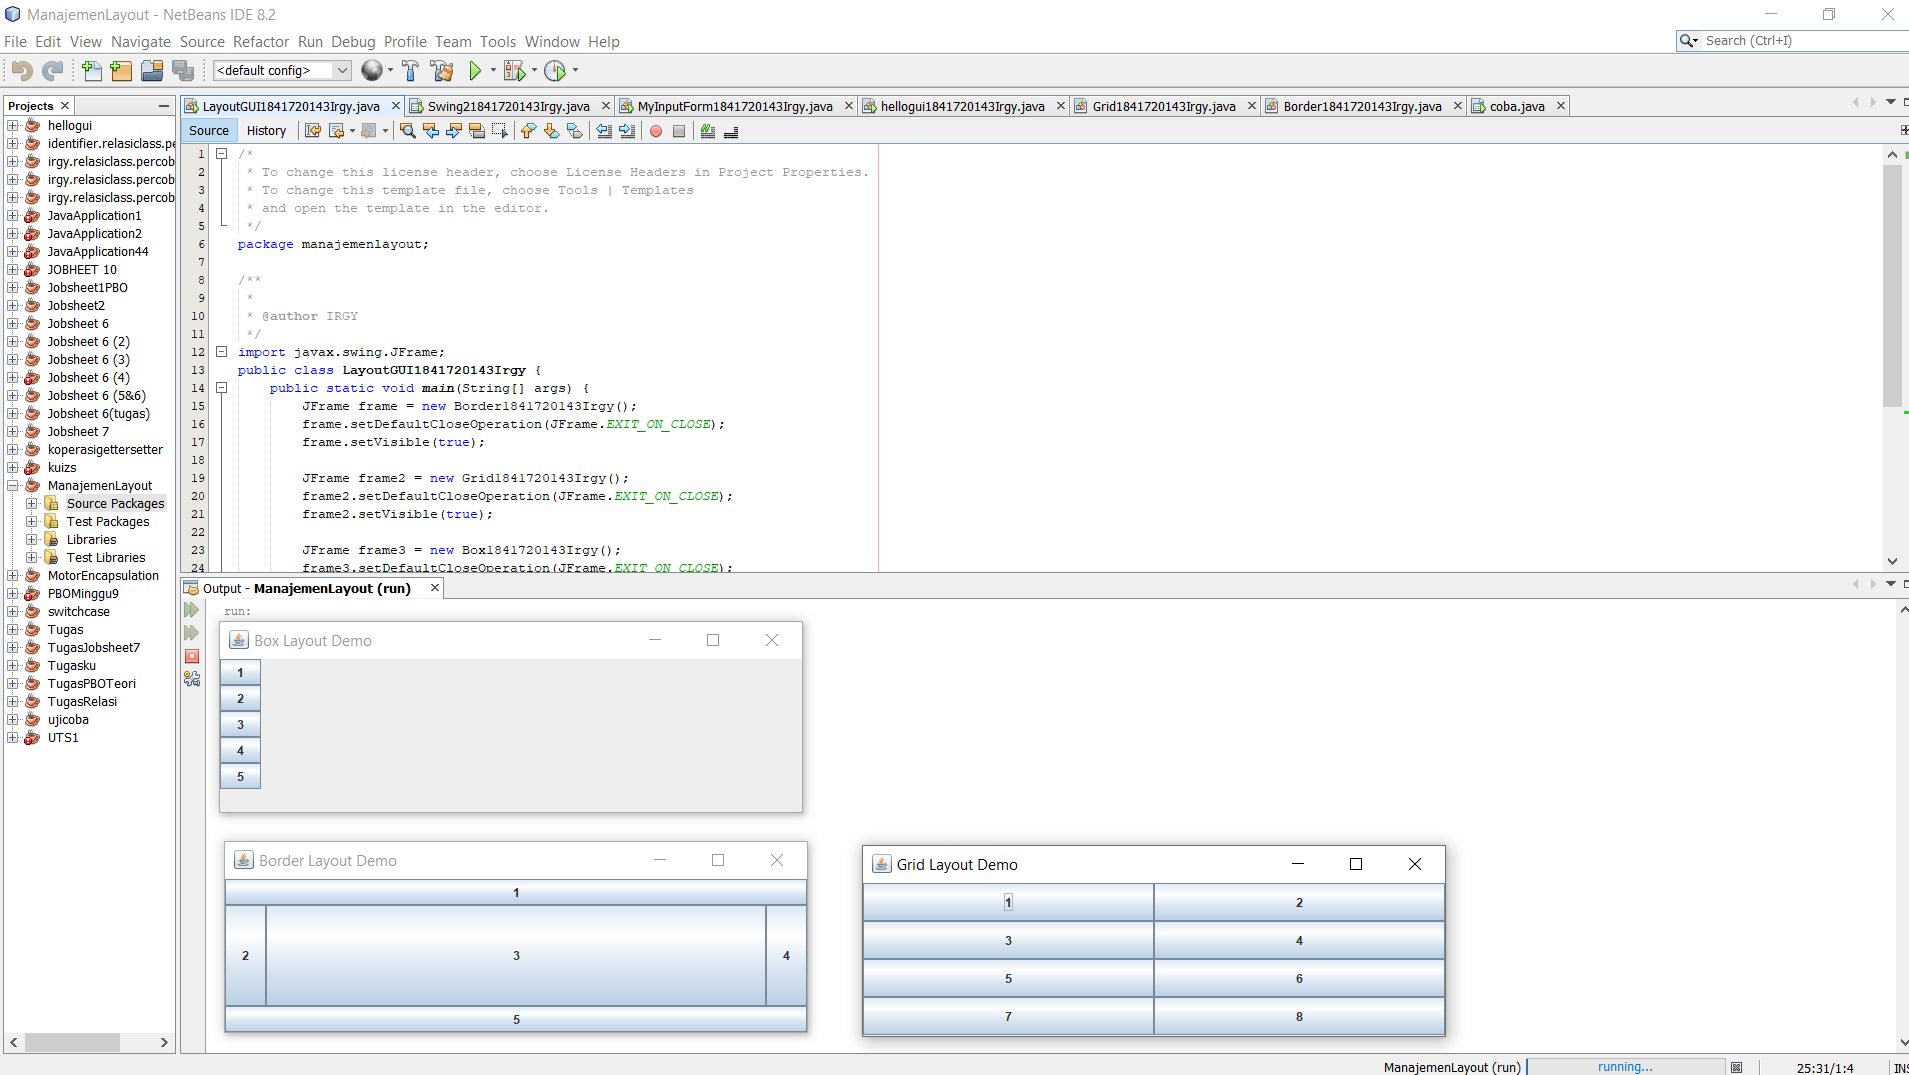 ManajemenLayout - NetBeans IDE 8.2
File Edit View Navigate Source Refactor Run Debug Profile Team Tools Window Help
Search (Ctrl+I)
<default config>
Projects
hellogui
identifier.relasiclass.pe
irgy.relasiclass.percob
irgy.relasiclass.percob
irgy.relasiclass.percob
JavaApplication1
JavaApplication2
JavaApplication44
JOBHEET 10
Jobsheet1PBO
Jobsheet2
Jobsheet 6
Jobsheet 6 (2)
Jobsheet 6 (3)
Jobsheet 6 (4)
Jobsheet 6 (5&6)
Jobsheet 6(tugas)
Jobsheet 7
koperasigettersetter
kuizs
ManajemenLayout
Source Packages
Test Packages
Libraries
Test Libraries
MotorEncapsulation
PBOMinggu9
switchcase
Tugas
TugasJobsheet7
Tugasku
TugasPBOTeori
TugasRelasi
ujicoba
UTS1
LayoutGUI1841720143Irgy.java Swing21841720143Irgy.java MyInputForm1841720143Irgy.java hellogui1841720143Irgy.java Grid1841720143Irgy.java Border1841720143Irgy.java coba.java
Source History
1 /*
2 * To change this license header, choose License Headers in Project Properties.
3 * To change this template file, choose Tools | Templates
4 * and open the template in the editor.
5 */
6 package manajemenlayout;
7
8 /**
9 *
10 * @author IRGY
11 */
12 import javax.swing.JFrame;
13 public class LayoutGUI1841720143Irgy {
14 public static void main(String[] args) {
15 JFrame frame = new Border1841720143Irgy();
16 frame.setDefaultCloseOperation(JFrame.EXIT_ON_CLOSE);
17 frame.setVisible(true);
18
19 JFrame frame2 = new Grid1841720143Irgy();
20 frame2.setDefaultCloseOperation(JFrame.EXIT_ON_CLOSE);
21 frame2.setVisible(true);
22
23 JFrame frame3 = new Box1841720143Irgy();
24 frame3.setDefaultCloseOperation(JFrame.EXIT_ON_CLOSE);
Output - ManajemenLayout (run)
run:
Box Layout Demo
1
2
3
4
5
Border Layout Demo
1
2 3 4
5
Grid Layout Demo
1 2
3 4
5 6
7 8
ManajemenLayout (run) running... 25:31/1:4 INS